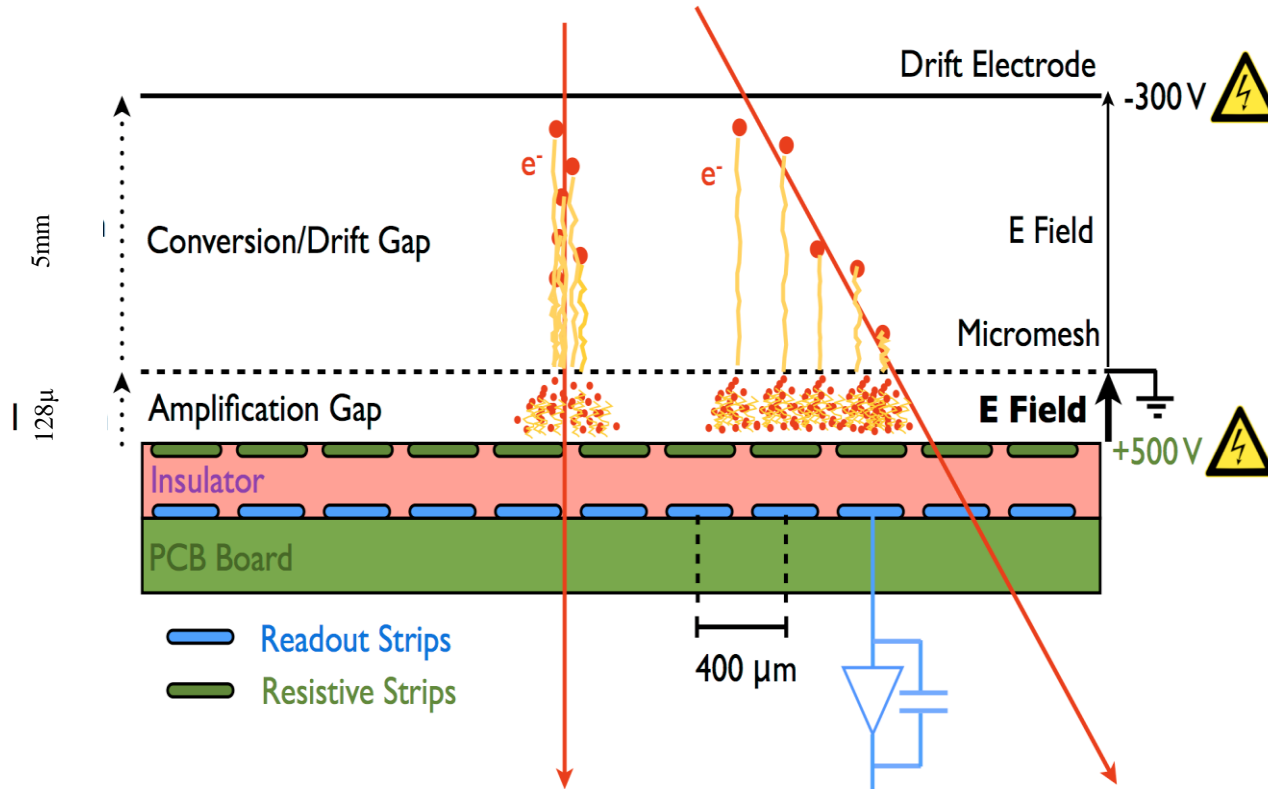 Drift Electrode
-300 V
e-
e-
5mm
Conversion/Drift Gap
E Field
Micromesh
128μ
Amplification Gap
E Field
+500 V
Insulator
PCB Board
Readout Strips
400 μm
Resistive Strips